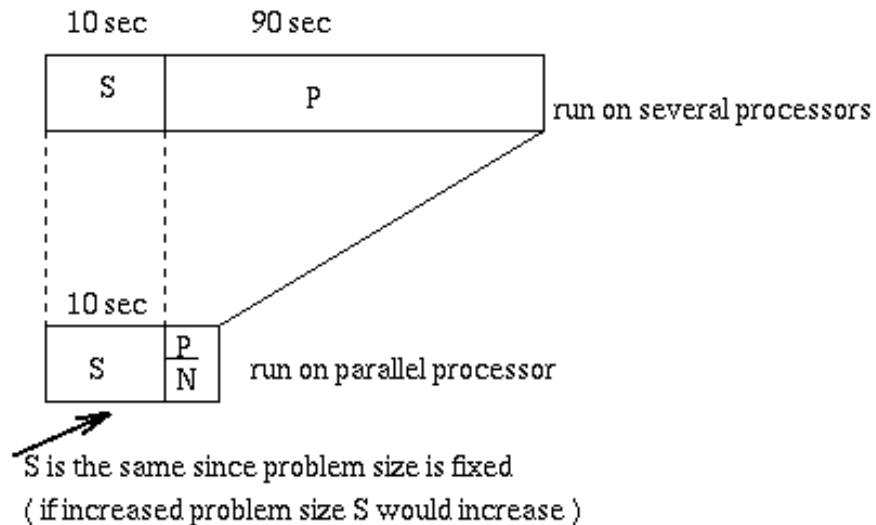 10 sec 90 sec
S P run on several processors
10 sec
S P/N run on parallel processor
S is the same since problem size is fixed
( if increased problem size S would increase )